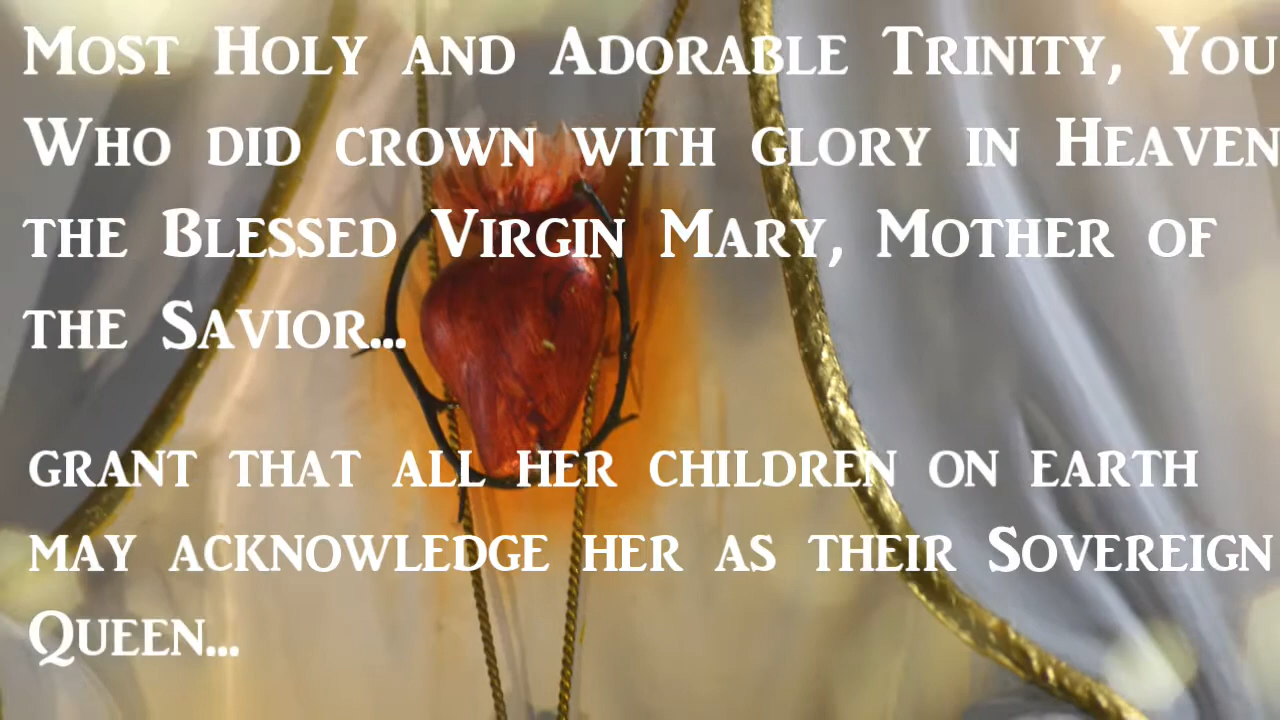 Most Holy and Adorable Trinity, You
Who did crown with glory in Heaven
the Blessed Virgin Mary, Mother of
the Savior...
grant that all her children on earth
may acknowledge her as their Sovereign
Queen...